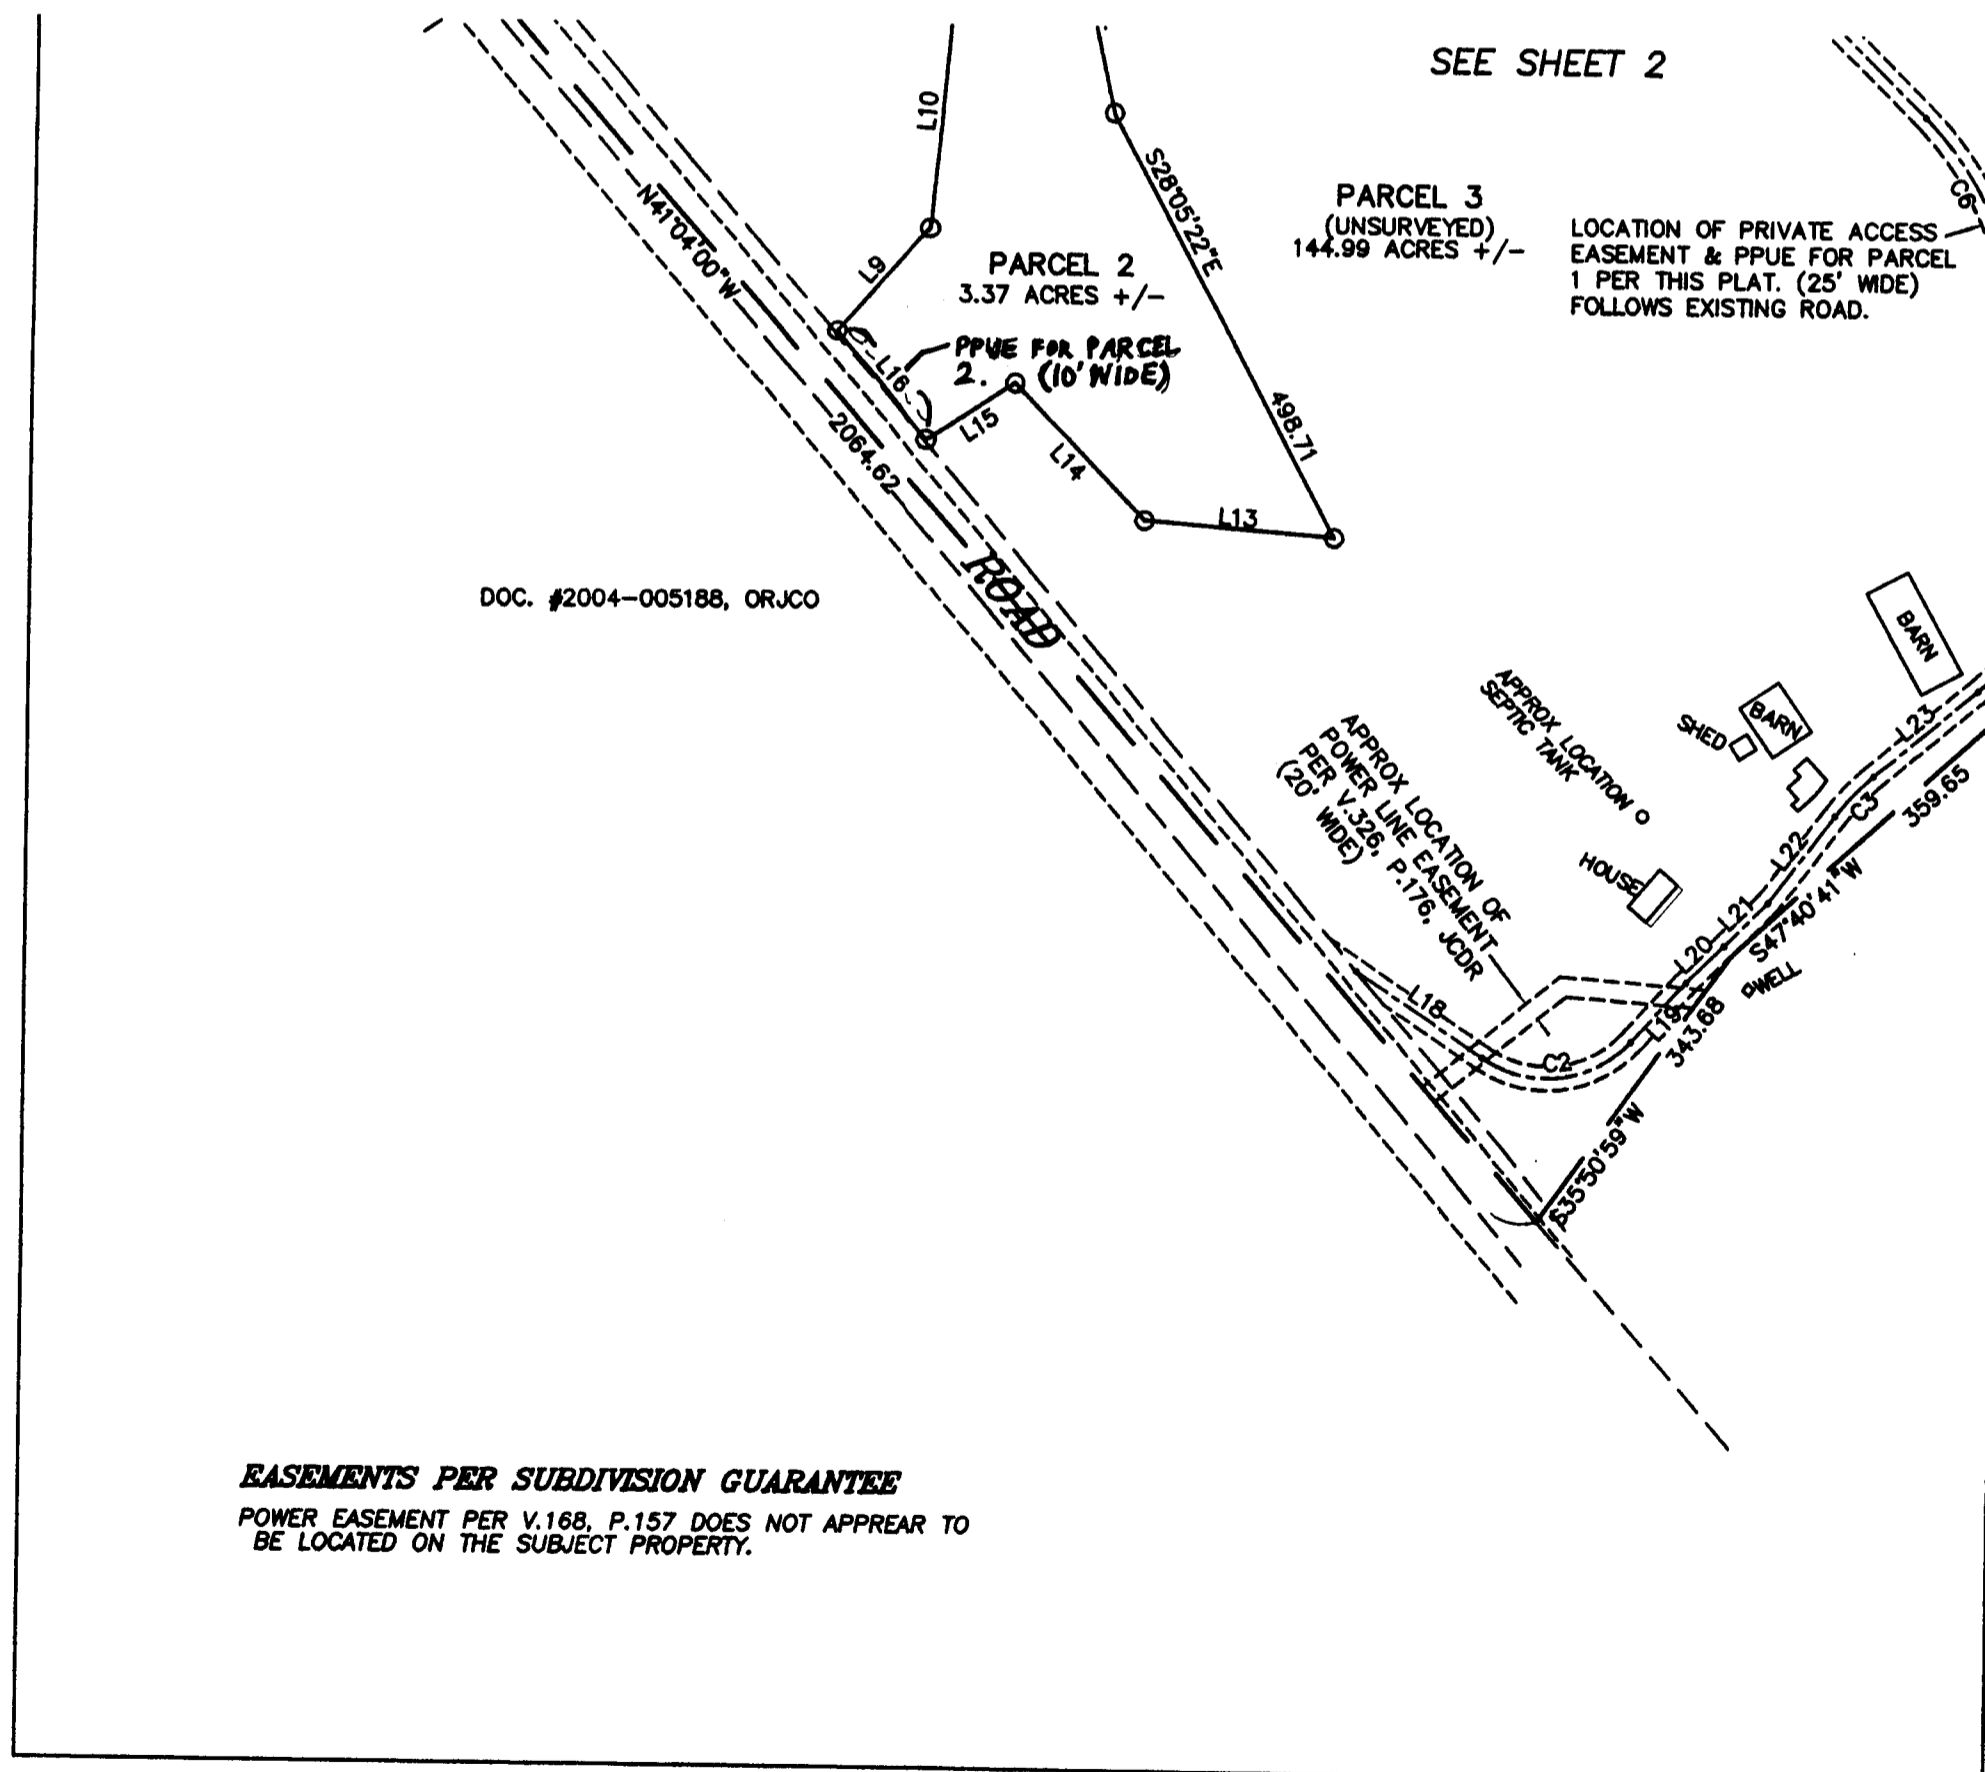 SEE SHEET 2
L10
S28°05'22"E
498.71
C6
PARCEL 3
(UNSURVEYED)
144.99 ACRES +/-
LOCATION OF PRIVATE ACCESS
EASEMENT & PPUE FOR PARCEL
1 PER THIS PLAT. (25' WIDE)
FOLLOWS EXISTING ROAD.
N41°04'00"W
2064.62
L9
PARCEL 2
3.37 ACRES +/-
PPUE FOR PARCEL
2. (10' WIDE)
L16
L15
L14
L13
ROAD
DOC. #2004-005188, ORJCO
BARN
APPROX LOCATION
SEPTIC TANK
SHED
BARN
L23
359.65
C3
APPROX LOCATION OF
POWER LINE EASEMENT
PER V.326, P.176, JCDR
(20' WIDE)
HOUSE
L22
S47°40'41"W
L21
L20
WELL
L18
L19
343.68
C2
S35°50'59"W
EASEMENTS PER SUBDIVISION GUARANTEE
POWER EASEMENT PER V.168, P.157 DOES NOT APPREAR TO
BE LOCATED ON THE SUBJECT PROPERTY.